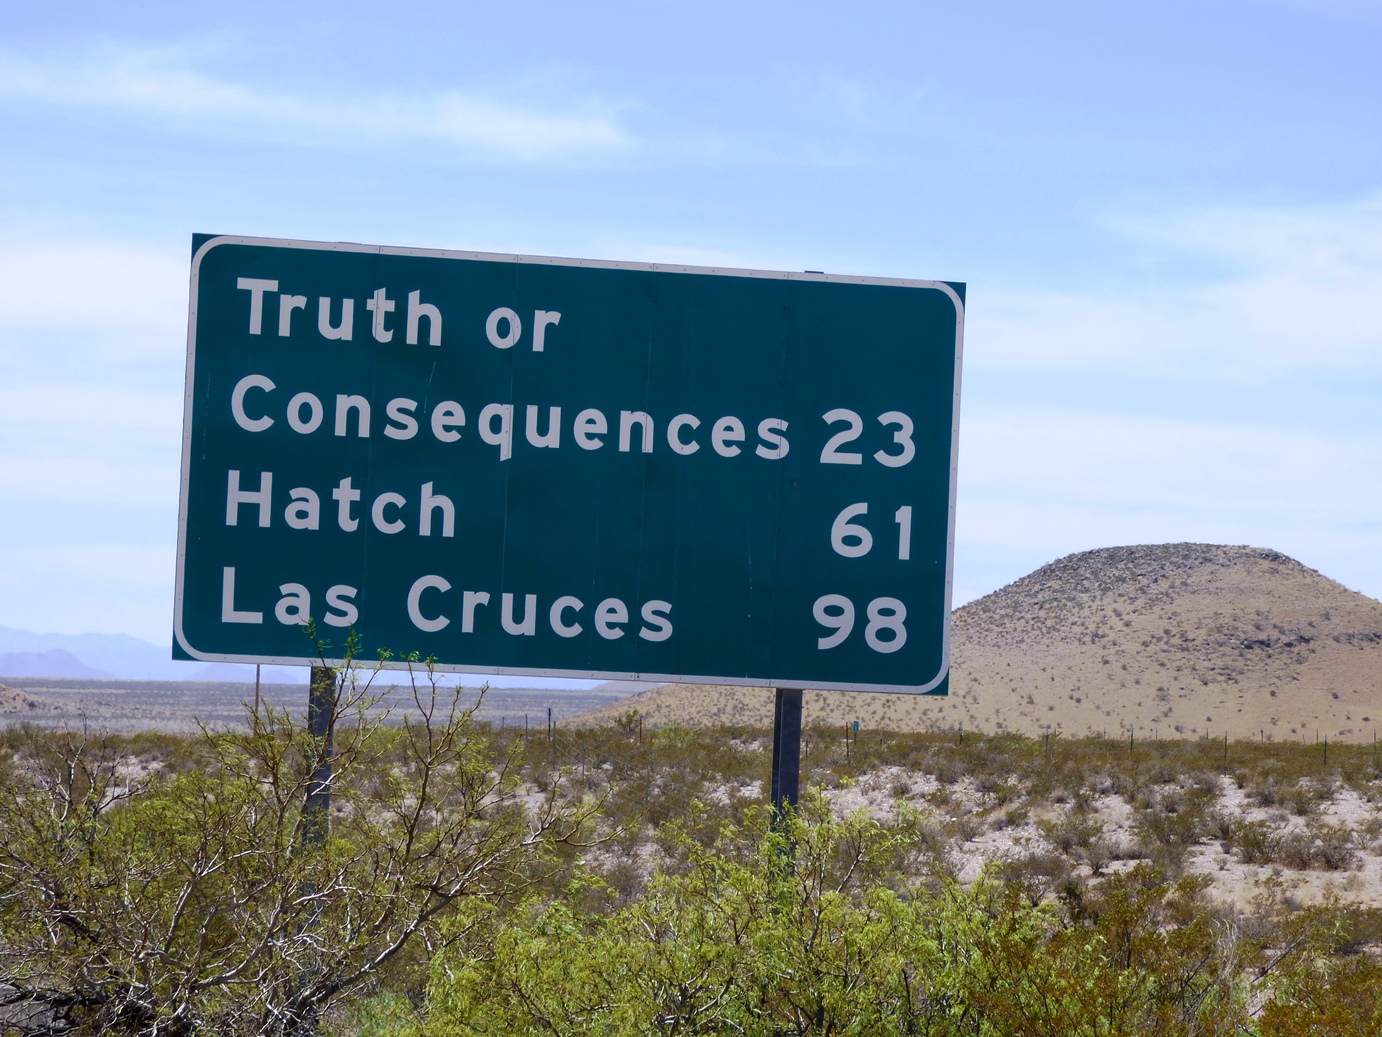 Truth or
Consequences 23
Hatch 61
Las Cruces 98